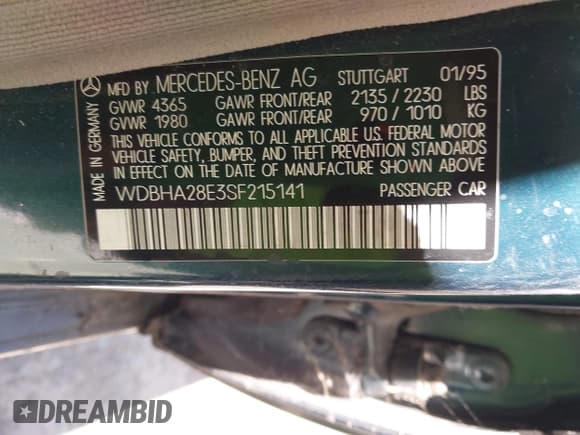 MADE IN GERMANY
MFD BY MERCEDES-BENZ AG STUTTGART 01/95
GVWR 4365 GAWR FRONT/REAR 2135 / 2230 LBS
GVWR 1980 GAWR FRONT/REAR 970 / 1010 KG
THIS VEHICLE CONFORMS TO ALL APPLICABLE U.S. FEDERAL MOTOR
VEHICLE SAFETY, BUMPER, AND THEFT PREVENTION STANDARDS
IN EFFECT ON THE DATE OF MANUFACTURE SHOWN ABOVE
WDBHA28E3SF215141 PASSENGER CAR
DREAMBID